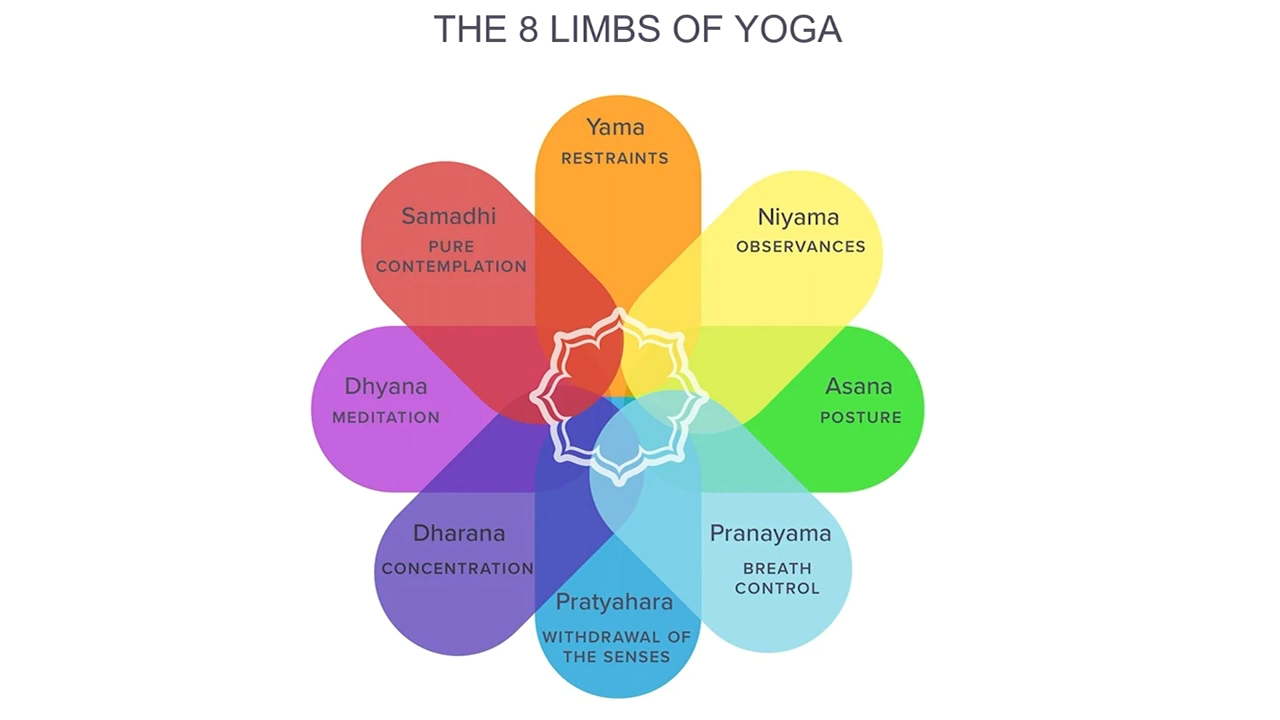 THE 8 LIMBS OF YOGA
Yama
RESTRAINTS
Niyama
OBSERVANCES
Asana
POSTURE
Pranayama
BREATH
CONTROL
Pratyahara
WITHDRAWAL OF
THE SENSES
Dharana
CONCENTRATION
Dhyana
MEDITATION
Samadhi
PURE
CONTEMPLATION